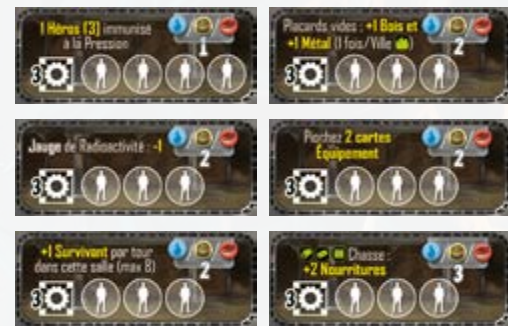 1 Héros (3) immunisé
à la Pression
1
3
Placards vides : +1 Bois et
+1 Métal (1 fois/Ville)
2
3
Jauge de Radioactivité : -1
2
3
Piochez 2 cartes
Équipement
2
3
+1 Survivant par tour
dans cette salle (max 8)
2
3
Chasse :
+2 Nourritures
3
3